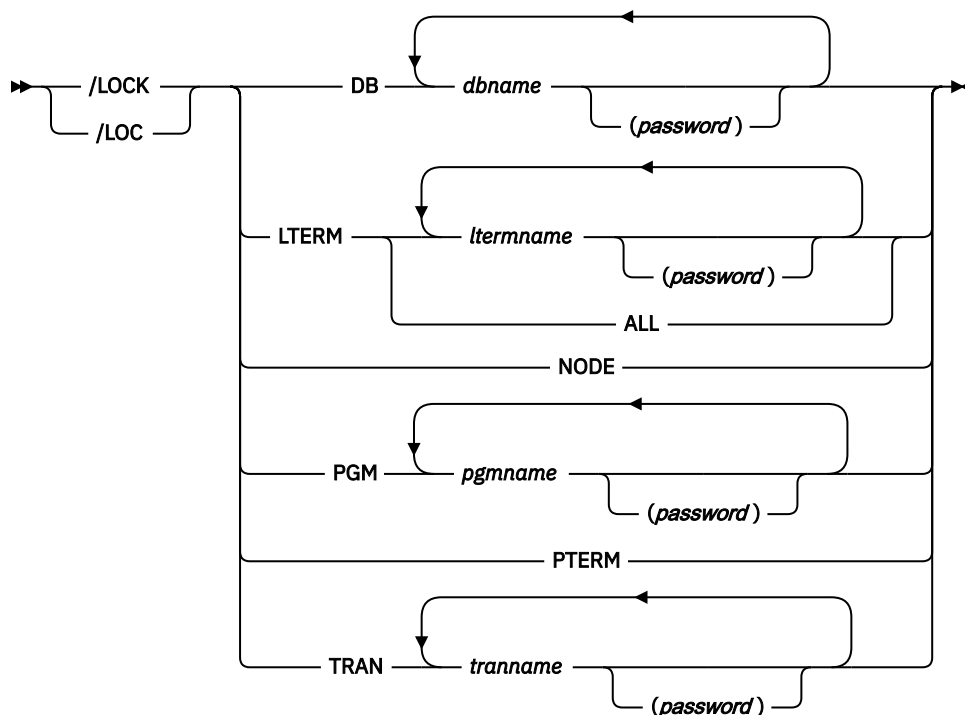 /LOCK
/LOC
DB dbname
(password)
LTERM ltermname
(password)
ALL
NODE
PGM pgmname
(password)
PTERM
TRAN tranname
(password)